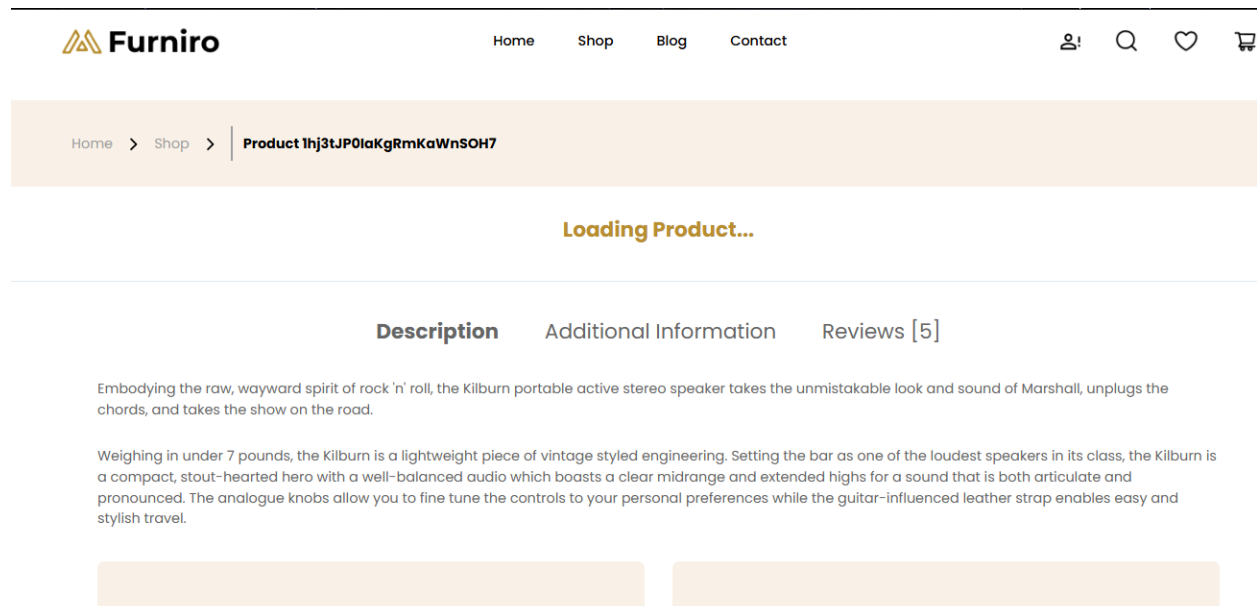 Furniro
Home Shop Blog Contact
Home > Shop > Product 1hj3tJP0IaKgRmKaWnSOH7
Loading Product...
Description Additional Information Reviews [5]
Embodying the raw, wayward spirit of rock 'n' roll, the Kilburn portable active stereo speaker takes the unmistakable look and sound of Marshall, unplugs the
chords, and takes the show on the road.
Weighing in under 7 pounds, the Kilburn is a lightweight piece of vintage styled engineering. Setting the bar as one of the loudest speakers in its class, the Kilburn is
a compact, stout-hearted hero with a well-balanced audio which boasts a clear midrange and extended highs for a sound that is both articulate and
pronounced. The analogue knobs allow you to fine tune the controls to your personal preferences while the guitar-influenced leather strap enables easy and
stylish travel.